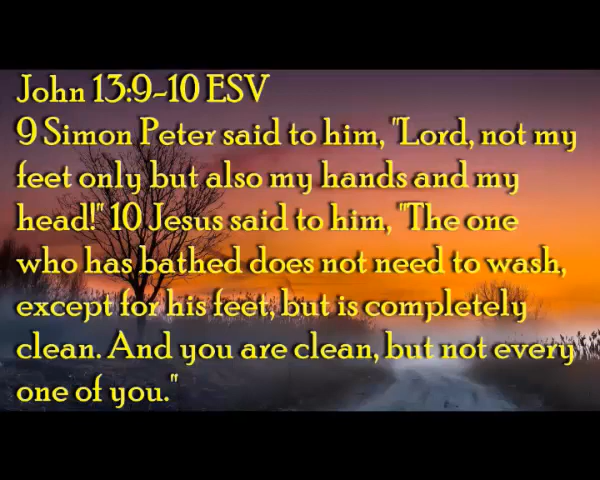 John 13:9-10 ESV
9 Simon Peter said to him, "Lord, not my
feet only but also my hands and my
head!" 10 Jesus said to him, "The one
who has bathed does not need to wash,
except for his feet, but is completely
clean. And you are clean, but not every
one of you."